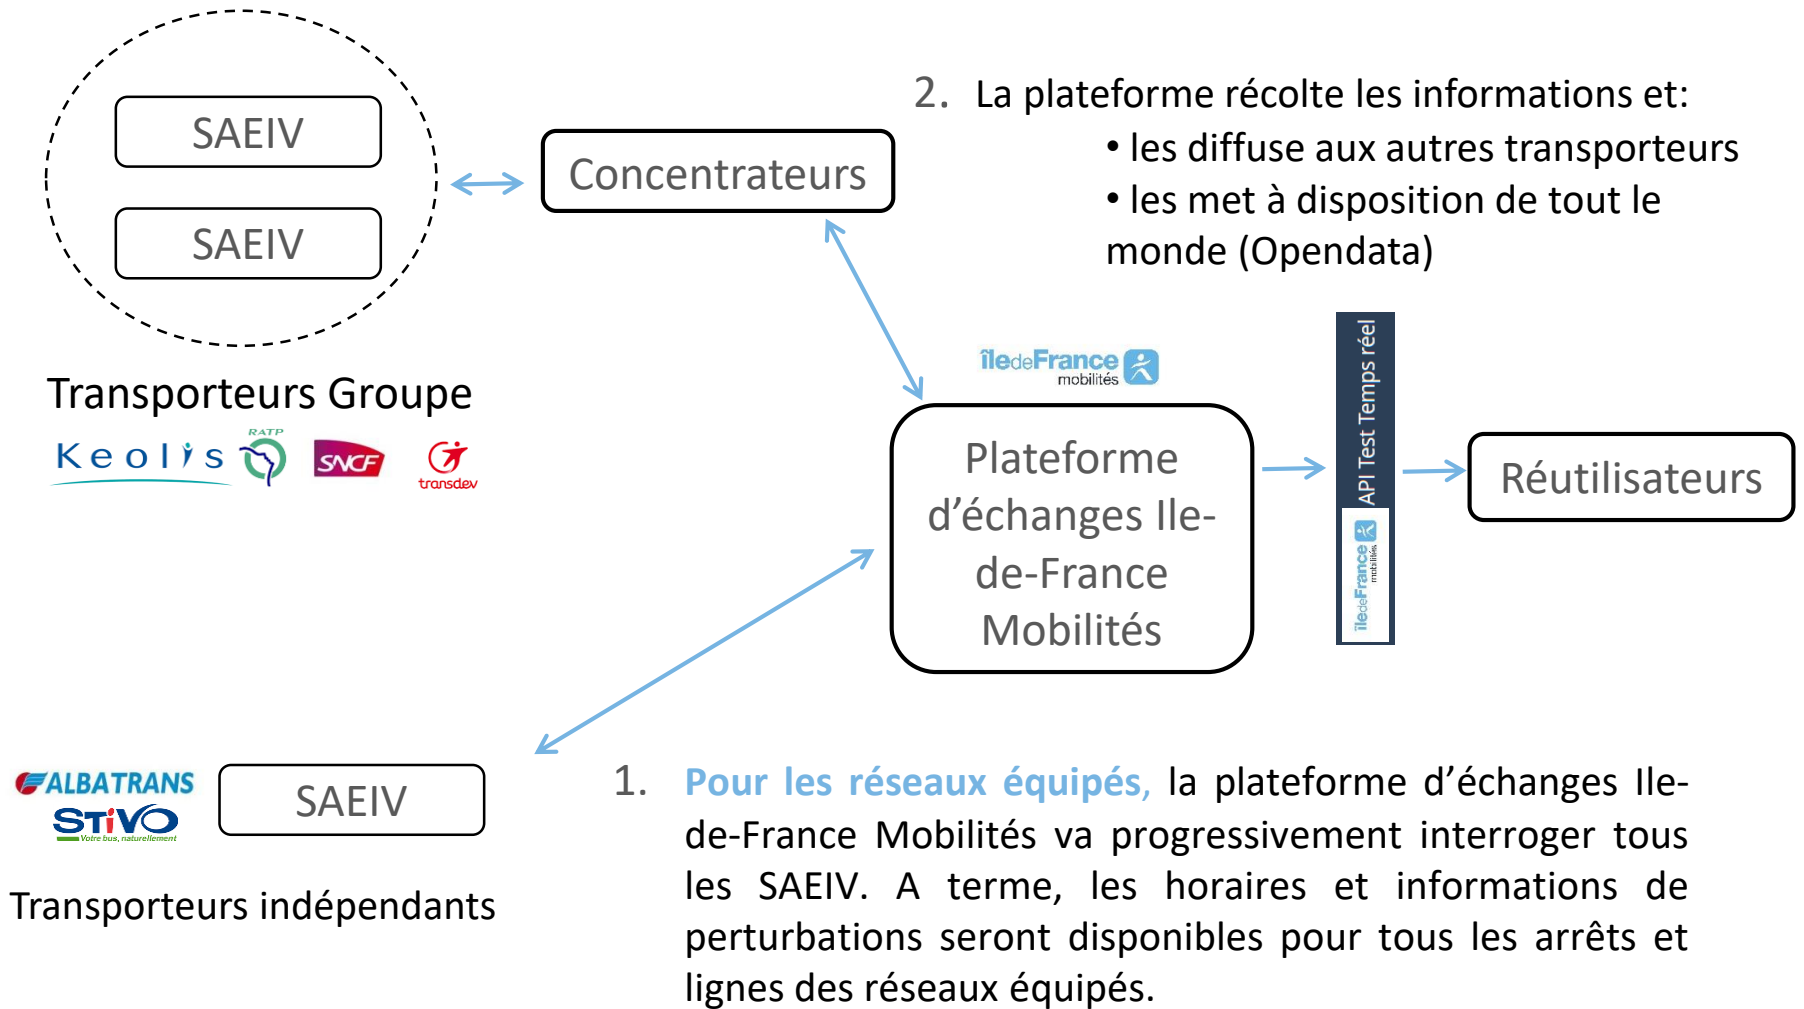 SAEIV
SAEIV
Concentrateurs
2. La plateforme récolte les informations et:
• les diffuse aux autres transporteurs
• les met à disposition de tout le
monde (Opendata)
Transporteurs Groupe
Keolis
RATP
SNCF
transdev
îledeFrance
mobilités
Plateforme
d’échanges Ile-
de-France
Mobilités
API Test Temps réel
îledeFrance
mobilités
Réutilisateurs
ALBATRANS
STiVO
Votre bus, naturellement
SAEIV
Transporteurs indépendants
1. Pour les réseaux équipés, la plateforme d’échanges Ile-
de-France Mobilités va progressivement interroger tous
les SAEIV. A terme, les horaires et informations de
perturbations seront disponibles pour tous les arrêts et
lignes des réseaux équipés.